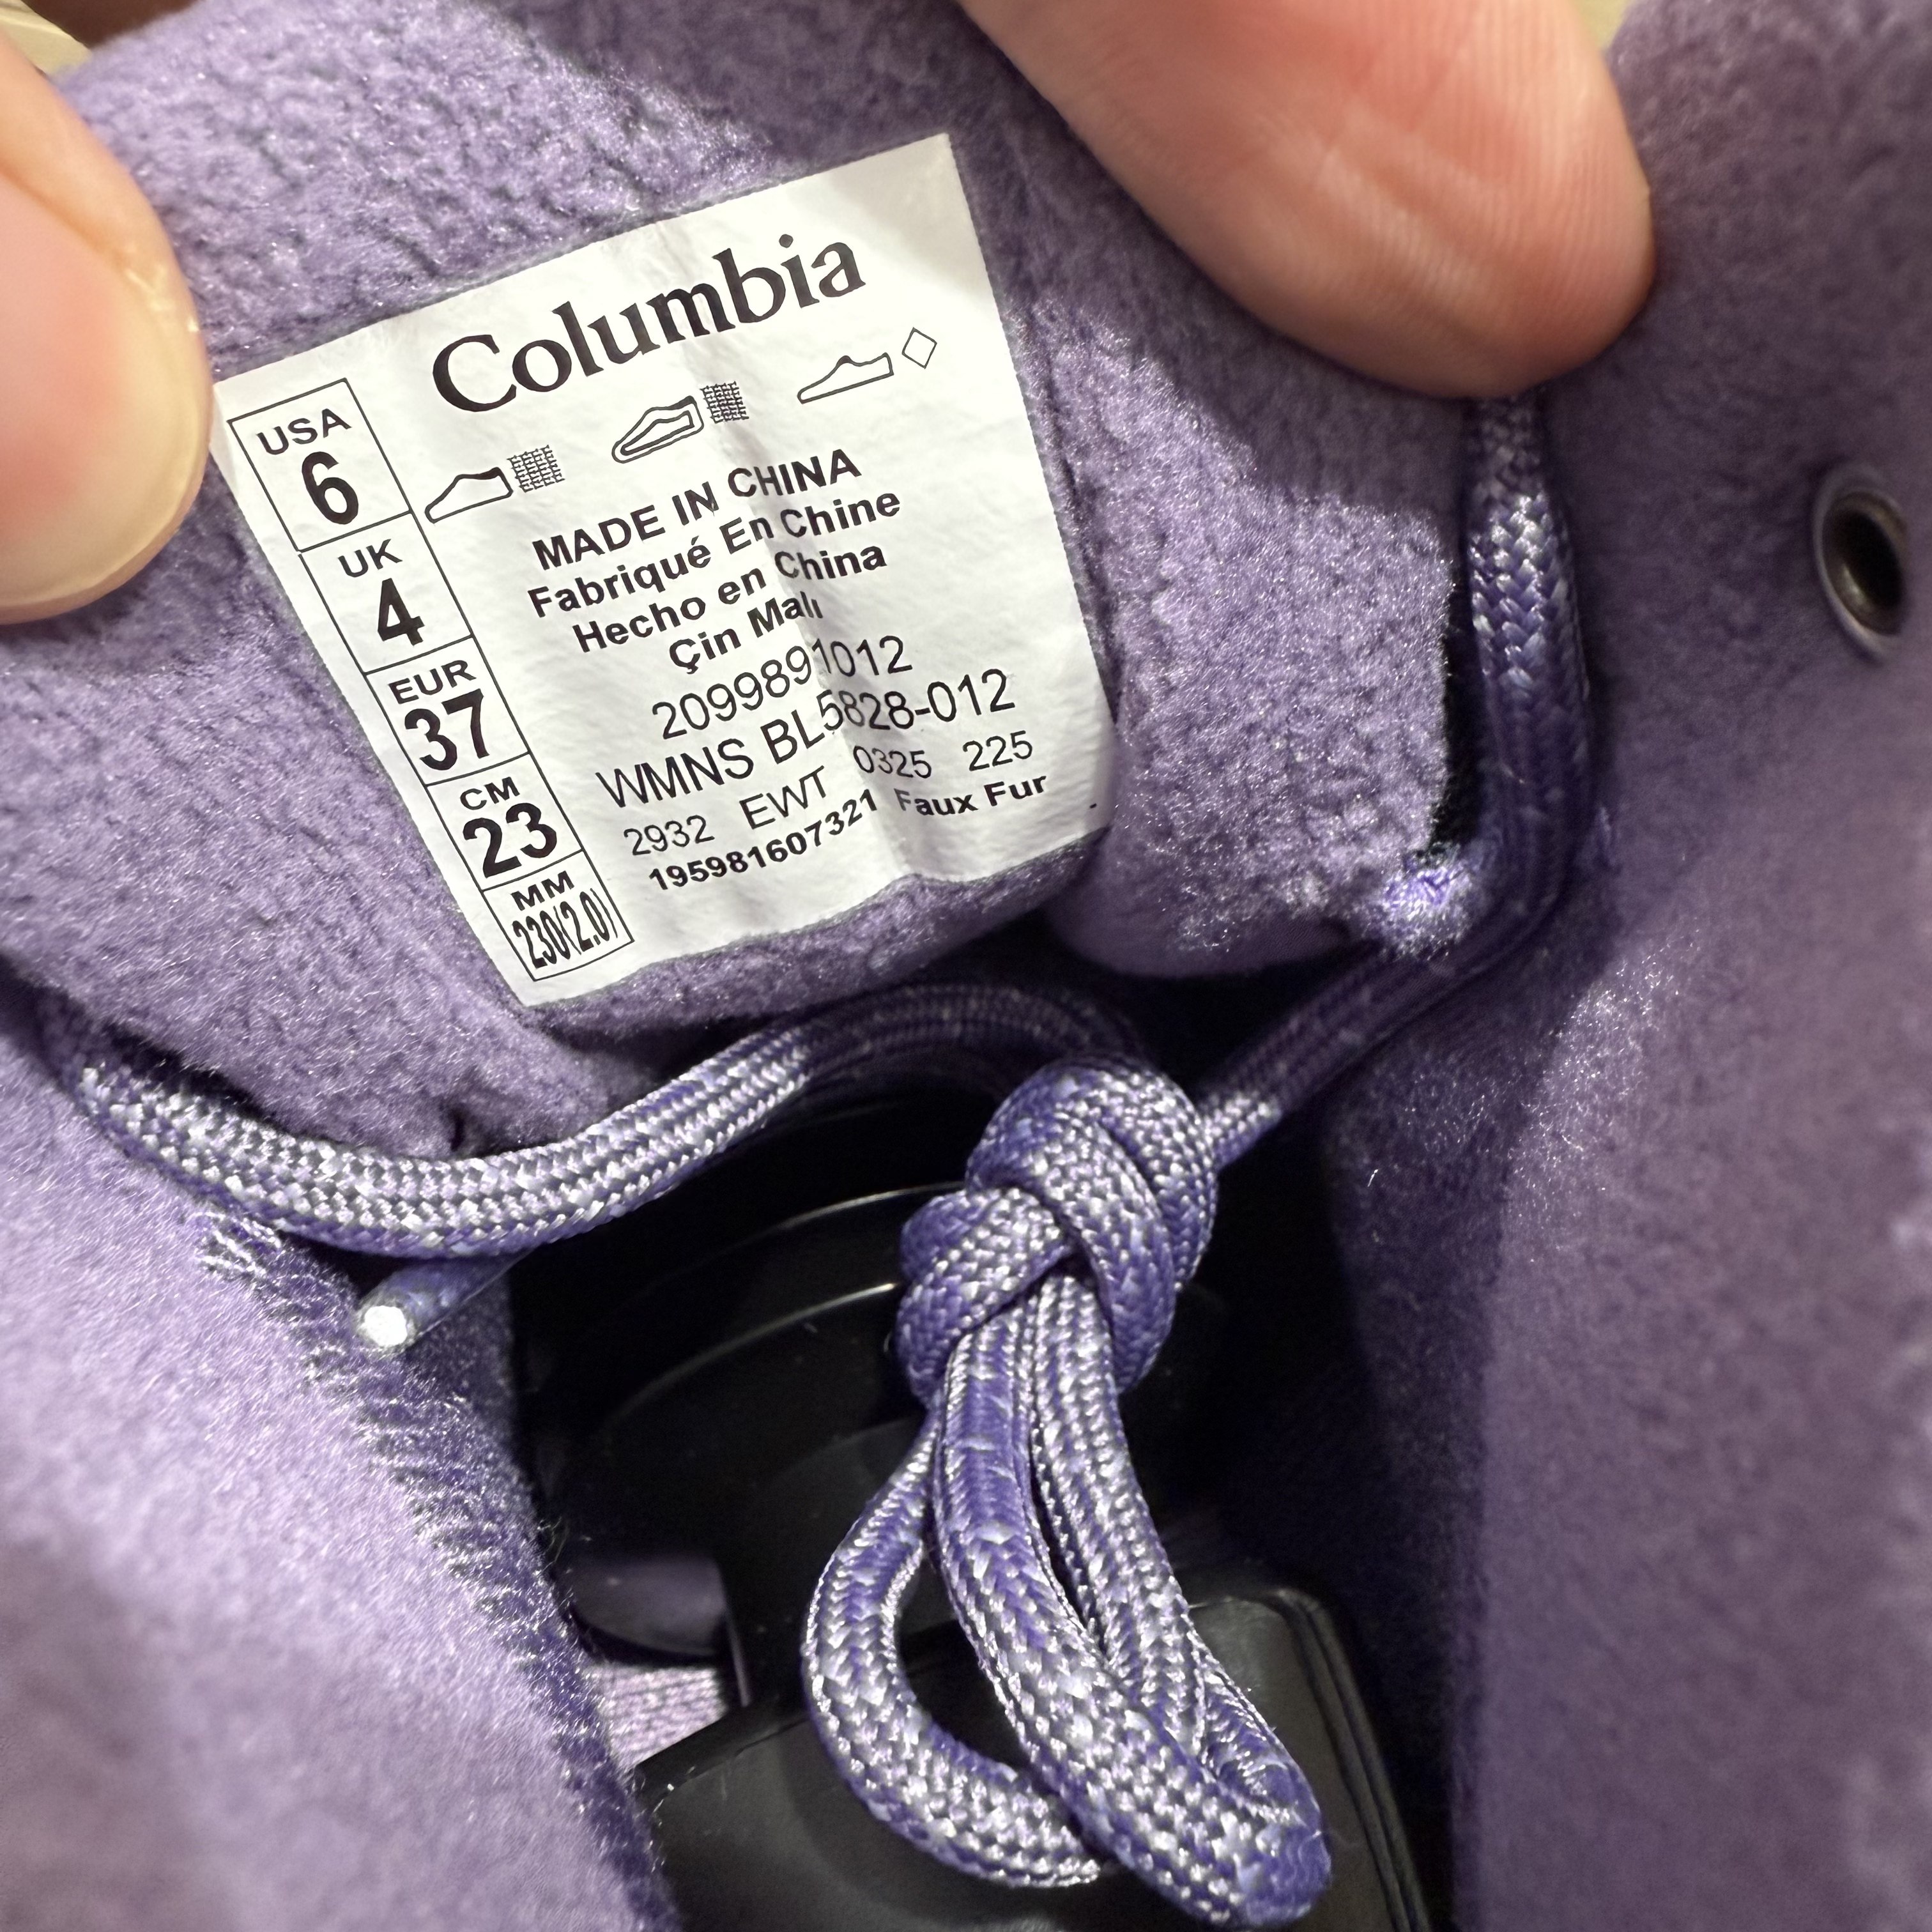 Columbia
USA
6
UK
4
EUR
37
CM
23
MM
230(2.0)
MADE IN CHINA
Fabriqué En Chine
Hecho en China
Çin Malı
2099891012
WMNS BL5828-012
2932 EWT 0325 225
195981607321 Faux Fur